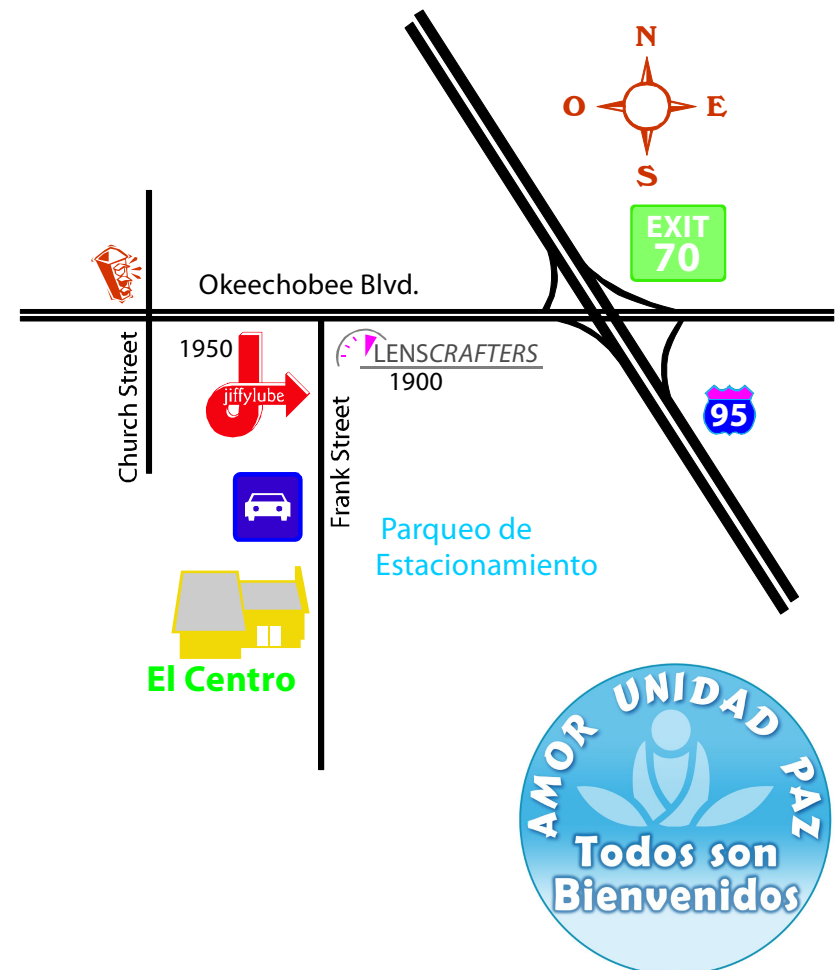 N
O
E
S
EXIT
70
Okeechobee Blvd.
Church Street
1950
jiffylube
LENSCRAFTERS
1900
95
Frank Street
Parqueo de
Estacionamiento
El Centro
AMOR UNIDAD PAZ
Todos son
Bienvenidos